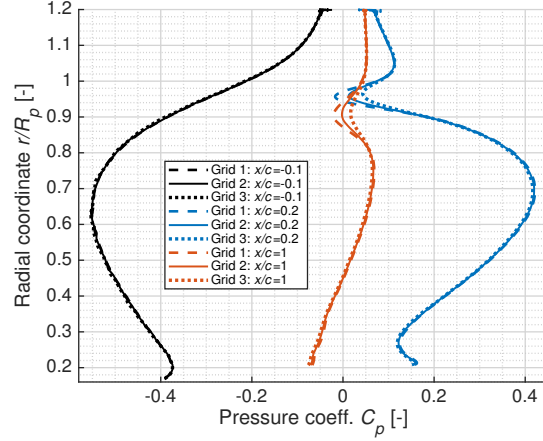 1.2
1.1
1
0.9
0.8
0.7
0.6
0.5
0.4
0.3
0.2
Radial coordinate r/R_p [-]
Grid 1: x/c=-0.1
Grid 2: x/c=-0.1
Grid 3: x/c=-0.1
Grid 1: x/c=0.2
Grid 2: x/c=0.2
Grid 3: x/c=0.2
Grid 1: x/c=1
Grid 2: x/c=1
Grid 3: x/c=1
-0.4 -0.2 0 0.2 0.4
Pressure coeff. C_p [-]